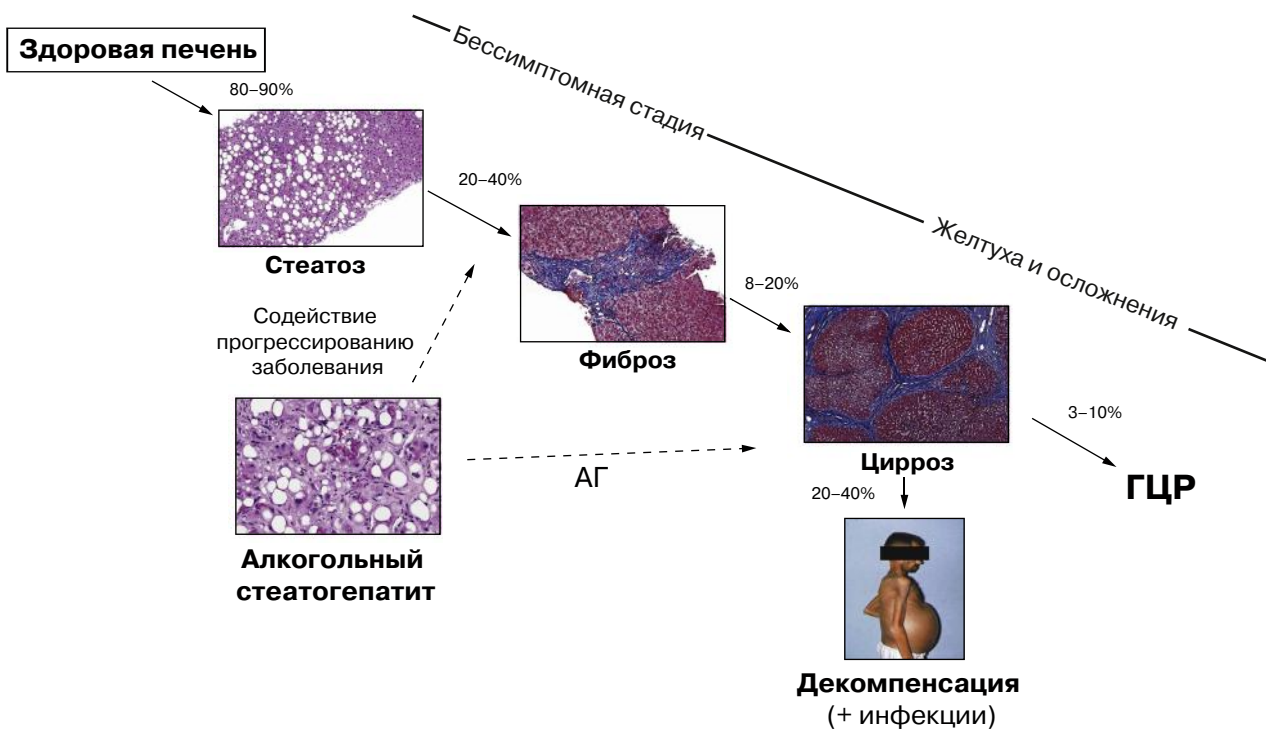 Здоровая печень
Бессимптомная стадия
80–90%
20–40%
Стеатоз
Желтуха и осложнения
8–20%
Содействие
прогрессированию
заболевания
Фиброз
3–10%
Цирроз
АГ
ГЦР
20–40%
Алкогольный
стеатогепатит
Декомпенсация
(+ инфекции)